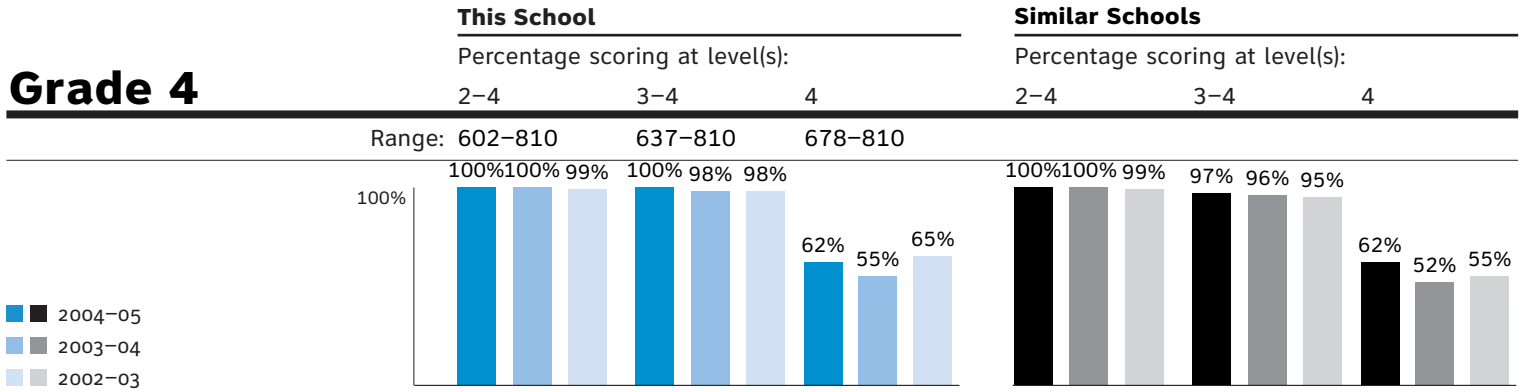 This School
Similar Schools
Percentage scoring at level(s):
Percentage scoring at level(s):
Grade 4
2–4 3–4 4
2–4 3–4 4
Range: 602–810 637–810 678–810
100% 100% 99% 100% 98% 98%
62% 55% 65%
100% 100% 99% 97% 96% 95%
62% 52% 55%
100%
2004–05
2003–04
2002–03